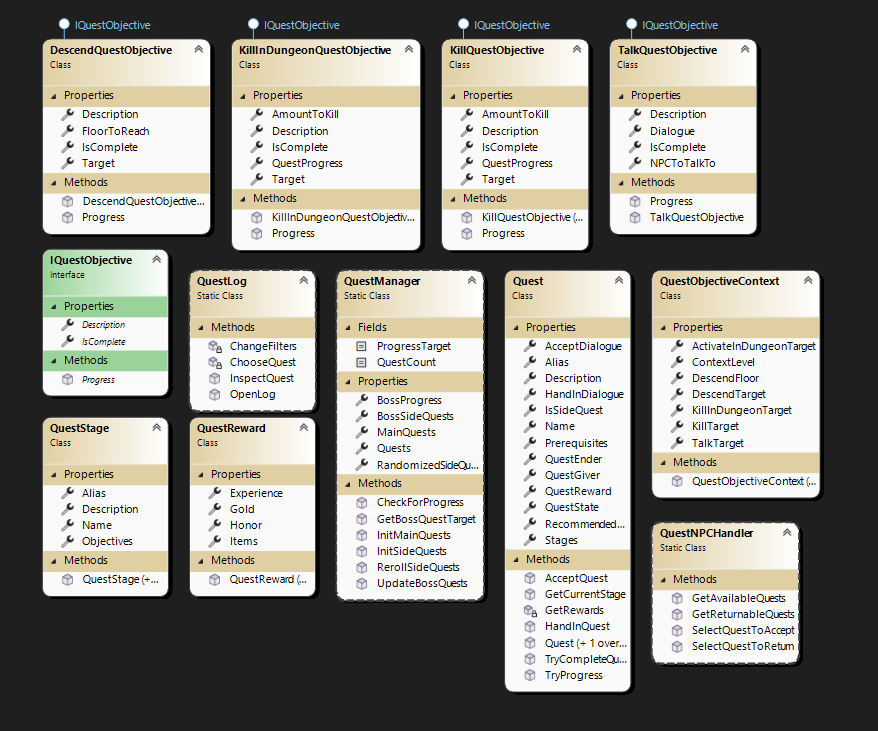 IQuestObjective
DescendQuestObjective
Class
Properties
Description
FloorToReach
IsComplete
Target
Methods
DescendQuestObjective...
Progress
IQuestObjective
KillInDungeonQuestObjective
Class
Properties
AmountToKill
Description
IsComplete
QuestProgress
Target
Methods
KillInDungeonQuestObjectiv...
Progress
IQuestObjective
KillQuestObjective
Class
Properties
AmountToKill
Description
IsComplete
QuestProgress
Target
Methods
KillQuestObjective (...
Progress
IQuestObjective
TalkQuestObjective
Class
Properties
Description
Dialogue
IsComplete
NPCToTalkTo
Methods
Progress
TalkQuestObjective
IQuestObjective
Interface
Properties
Description
IsComplete
Methods
Progress
QuestLog
Static Class
Methods
ChangeFilters
ChooseQuest
InspectQuest
OpenLog
QuestManager
Static Class
Fields
ProgressTarget
QuestCount
Properties
BossProgress
BossSideQuests
MainQuests
Quests
RandomizedSideQu...
Methods
CheckForProgress
GetBossQuestTarget
InitMainQuests
InitSideQuests
RerollSideQuests
UpdateBossQuests
Quest
Class
Properties
AcceptDialogue
Alias
Description
HandInDialogue
IsSideQuest
Name
Prerequisites
QuestEnder
QuestGiver
QuestReward
QuestState
Recommended...
Stages
Methods
AcceptQuest
GetCurrentStage
GetRewards
HandInQuest
Quest (+ 1 over...
TryCompleteQu...
TryProgress
QuestObjectiveContext
Class
Properties
ActivateInDungeonTarget
ContextLevel
DescendFloor
DescendTarget
KillInDungeonTarget
KillTarget
TalkTarget
Methods
QuestObjectiveContext (...
QuestStage
Class
Properties
Alias
Description
Name
Objectives
Methods
QuestStage (+...
QuestReward
Class
Properties
Experience
Gold
Honor
Items
Methods
QuestReward (...
QuestNPCHandler
Static Class
Methods
GetAvailableQuests
GetReturnableQuests
SelectQuestToAccept
SelectQuestToReturn